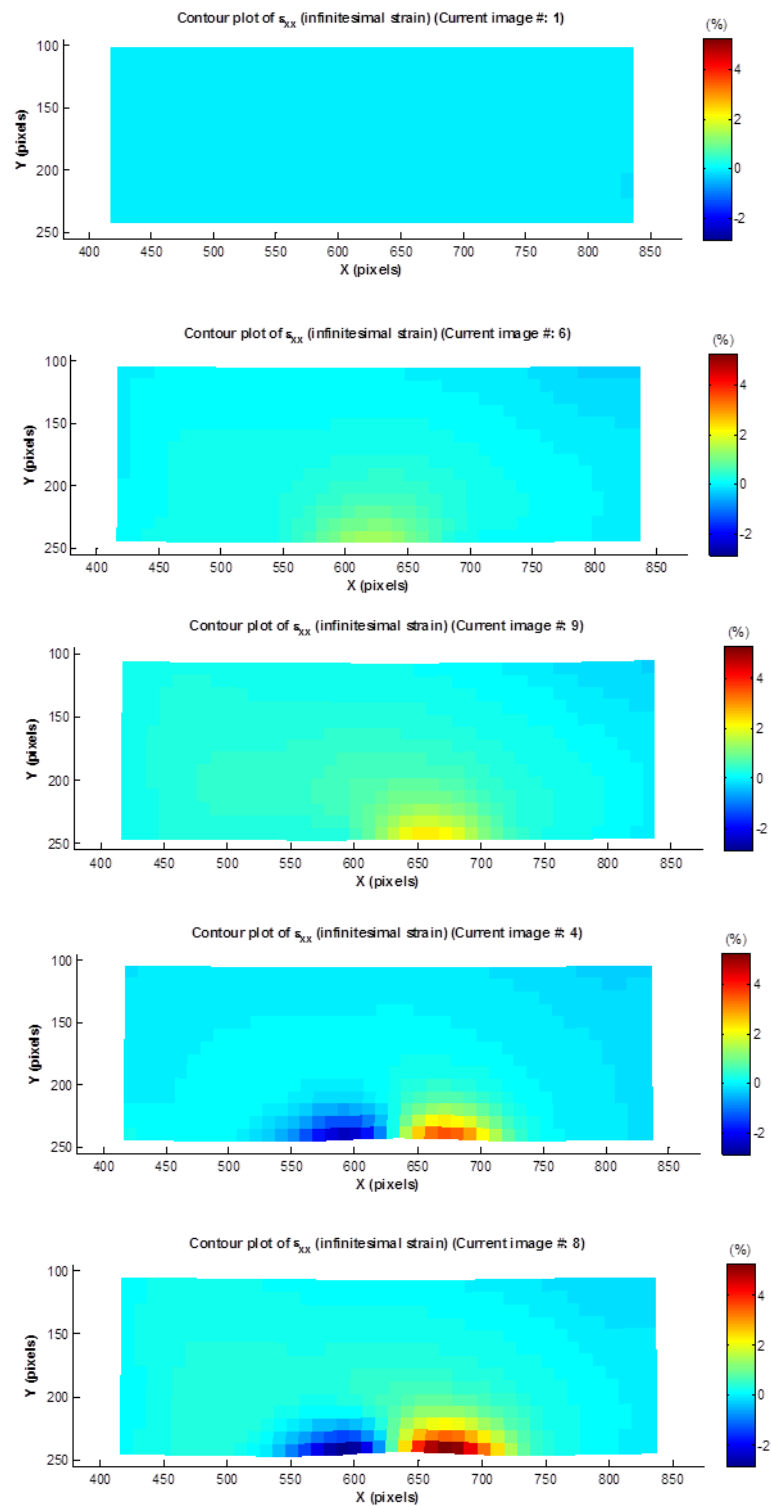 Contour plot of εxx (infinitesimal strain) (Current image #: 1)
(%)
100
150
200
250
Y (pixels)
400 450 500 550 600 650 700 750 800 850
X (pixels)
4
2
0
-2
Contour plot of εxx (infinitesimal strain) (Current image #: 6)
(%)
100
150
200
250
Y (pixels)
400 450 500 550 600 650 700 750 800 850
X (pixels)
4
2
0
-2
Contour plot of εxx (infinitesimal strain) (Current image #: 9)
(%)
100
150
200
250
Y (pixels)
400 450 500 550 600 650 700 750 800 850
X (pixels)
4
2
0
-2
Contour plot of εxx (infinitesimal strain) (Current image #: 4)
(%)
100
150
200
250
Y (pixels)
400 450 500 550 600 650 700 750 800 850
X (pixels)
4
2
0
-2
Contour plot of εxx (infinitesimal strain) (Current image #: 8)
(%)
100
150
200
250
Y (pixels)
400 450 500 550 600 650 700 750 800 850
X (pixels)
4
2
0
-2